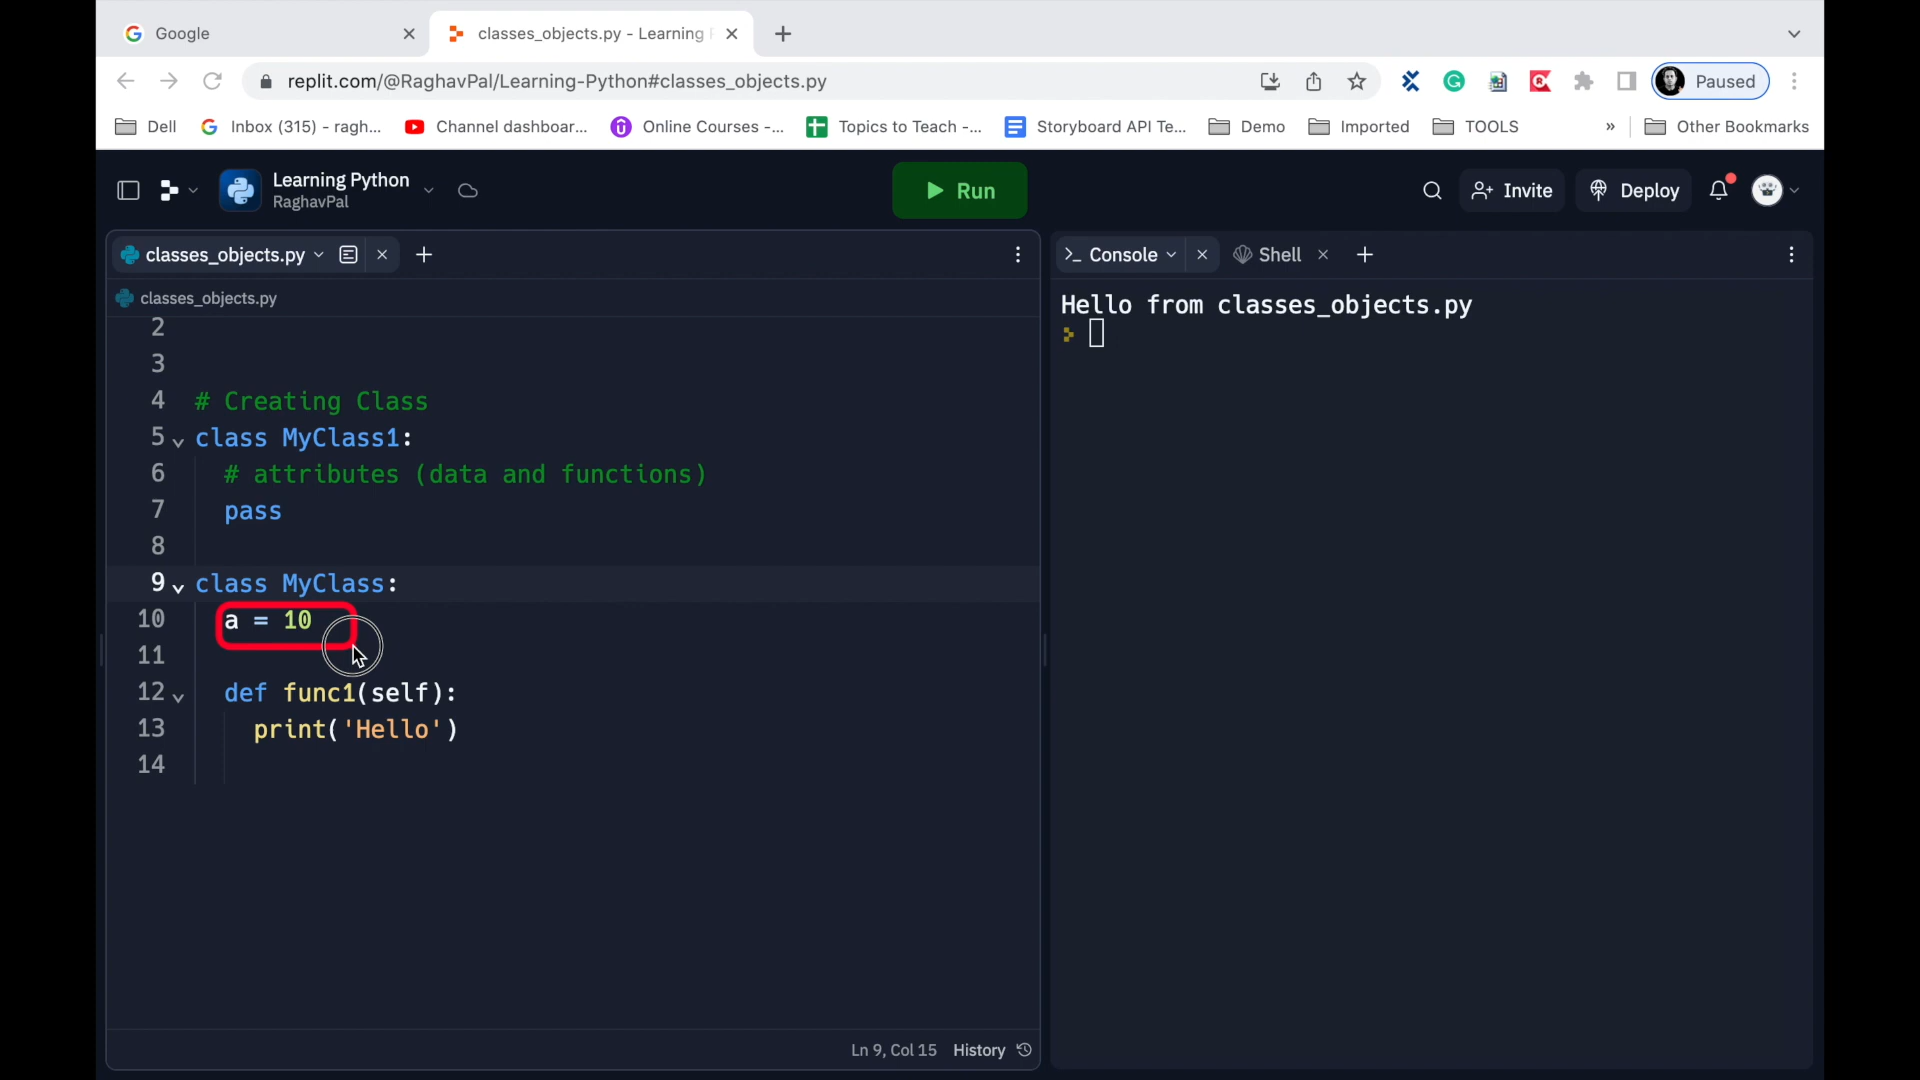 Google
classes_objects.py - Learning
replit.com/@RaghavPal/Learning-Python#classes_objects.py
Paused
Dell
Inbox (315) - ragh...
Channel dashboar...
Online Courses -...
Topics to Teach -...
Storyboard API Te...
Demo
Imported
TOOLS
»
Other Bookmarks
Learning Python
RaghavPal
Run
Invite
Deploy
classes_objects.py
Console
Shell
classes_objects.py
2
3
4 # Creating Class
5 class MyClass1:
6 # attributes (data and functions)
7 pass
8
9 class MyClass:
10 a = 10
11
12 def func1(self):
13 print('Hello')
14
Ln 9, Col 15 History
Hello from classes_objects.py